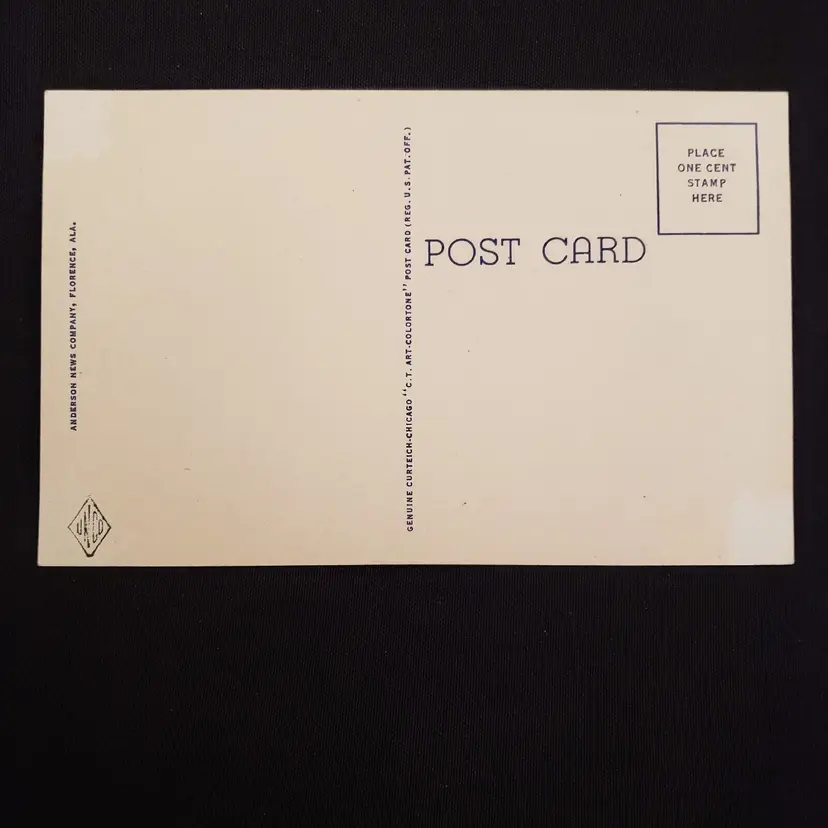 ANDERSON NEWS COMPANY, FLORENCE, ALA.
GENUINE CURTEICH-CHICAGO "C.T. ART-COLORTONE" POST CARD (REG. U.S. PAT. OFF.)
POST CARD
PLACE
ONE CENT
STAMP
HERE